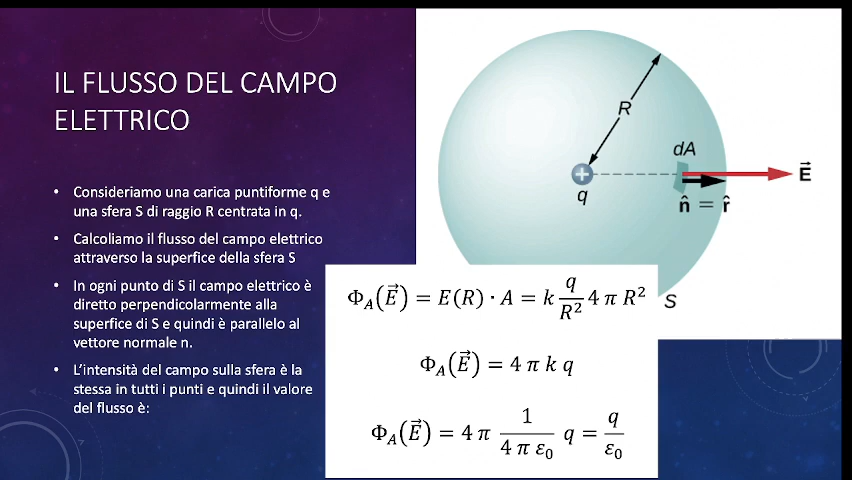 IL FLUSSO DEL CAMPO
ELETTRICO
• Consideriamo una carica puntiforme q e
una sfera S di raggio R centrata in q.
• Calcoliamo il flusso del campo elettrico
attraverso la superfice della sfera S
• In ogni punto di S il campo elettrico è
diretto perpendicolarmente alla
superfice di S e quindi è parallelo al
vettore normale n.
• L'intensità del campo sulla sfera è la
stessa in tutti i punti e quindi il valore
del flusso è:
R
dA
+
q
E⃗
n̂ = r̂
S
Φ_A(E⃗) = E(R) · A = k q/R² 4 π R²
Φ_A(E⃗) = 4 π k q
Φ_A(E⃗) = 4 π 1/(4 π ε₀) q = q/ε₀